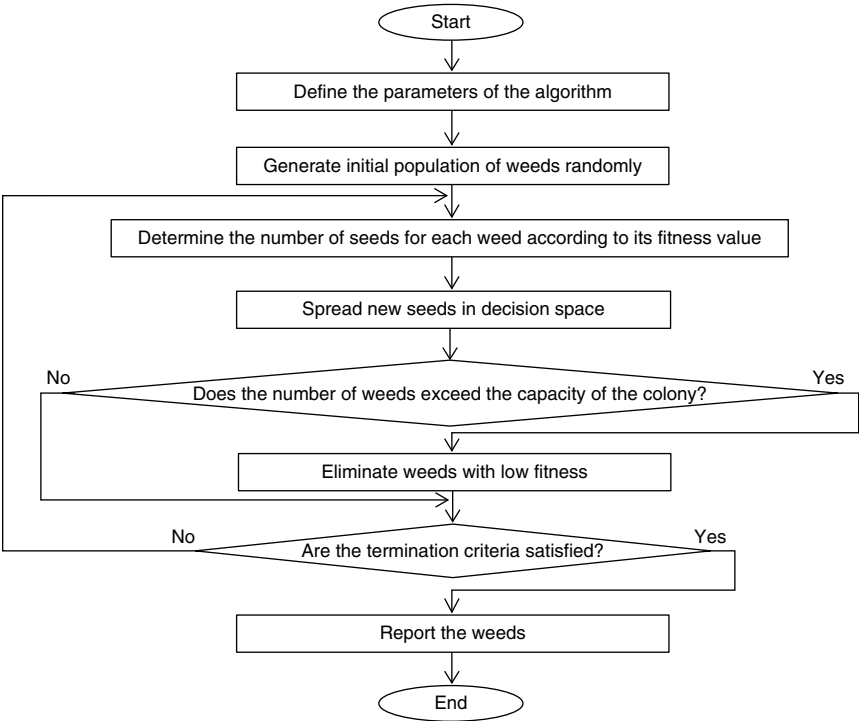 Start
Define the parameters of the algorithm
Generate initial population of weeds randomly
Determine the number of seeds for each weed according to its fitness value
Spread new seeds in decision space
No
Yes
Does the number of weeds exceed the capacity of the colony?
Eliminate weeds with low fitness
No
Yes
Are the termination criteria satisfied?
Report the weeds
End